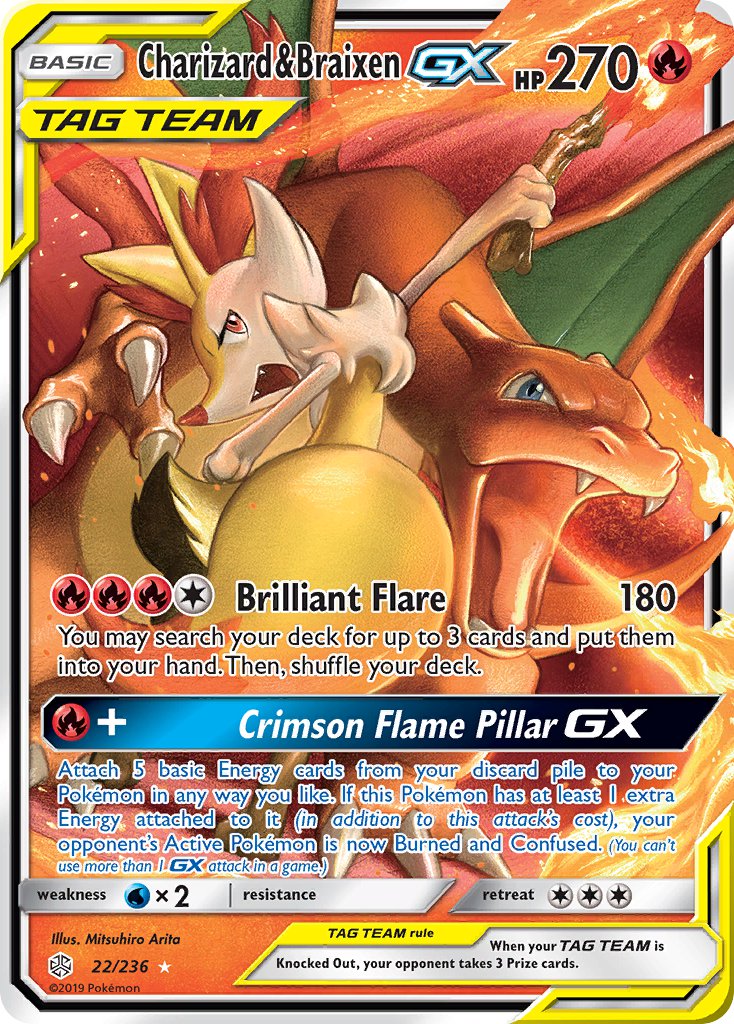 BASIC Charizard&Braixen GX HP270
TAG TEAM
Brilliant Flare 180
You may search your deck for up to 3 cards and put them
into your hand. Then, shuffle your deck.
+ Crimson Flame Pillar GX
Attach 5 basic Energy cards from your discard pile to your
Pokémon in any way you like. If this Pokémon has at least 1 extra
Energy attached to it (in addition to this attack's cost), your
opponent's Active Pokémon is now Burned and Confused. (You can't
use more than 1 GX attack in a game.)
weakness ×2 resistance retreat
Illus. Mitsuhiro Arita
22/236
©2019 Pokémon
TAG TEAM rule
When your TAG TEAM is
Knocked Out, your opponent takes 3 Prize cards.